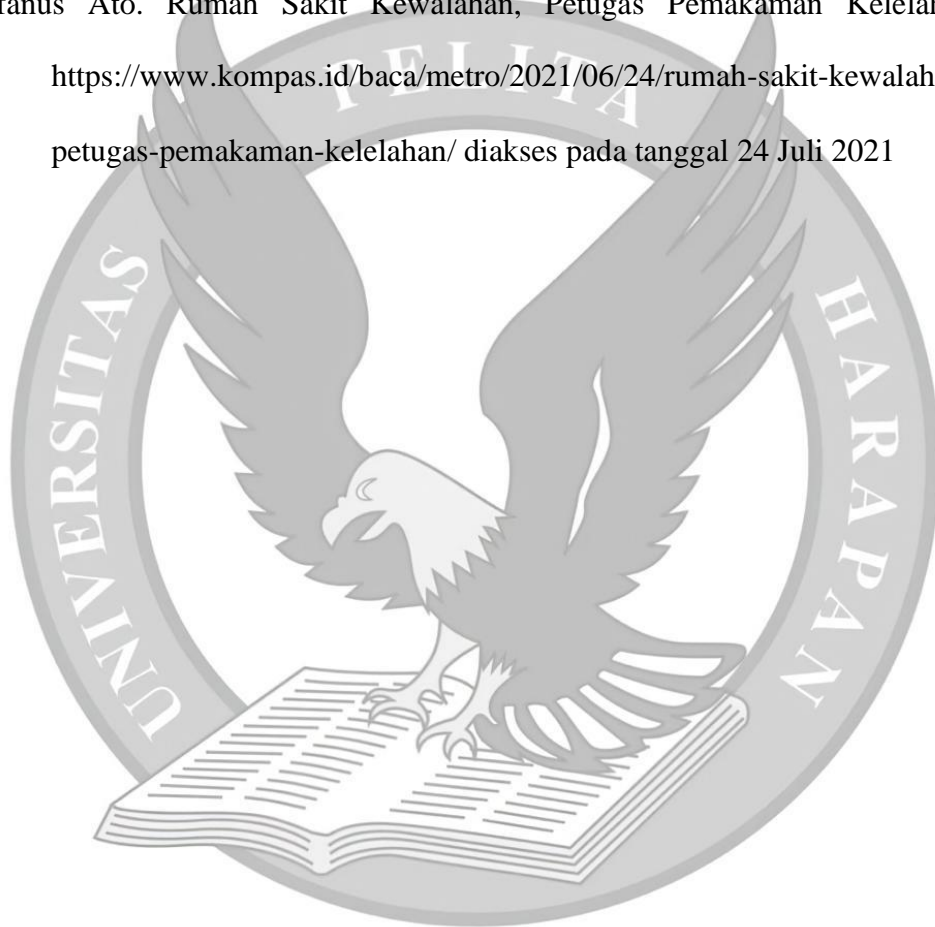 Ato. Rumah Sakit Kewalahan, Petugas Pemakaman
https://www.kompas.id/baca/metro/2021/06/24/rumah-sakit-kewalah
petugas-pemakaman-kelelahan/ diakses pada tanggal 24 Juli 2021
UNIVERSITAS PELITA HARAPAN